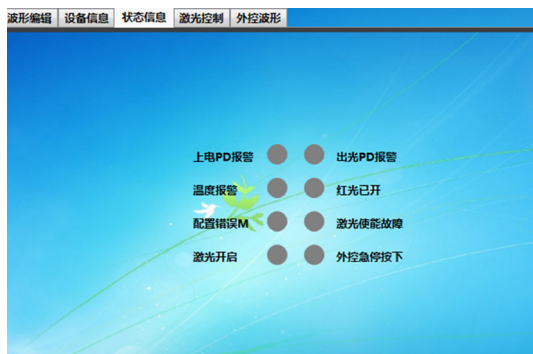 波形编辑 设备信息 状态信息 激光控制 外控波形
上电PD报警 出光PD报警
温度报警 红光已开
配置错误M 激光使能故障
激光开启 外控急停按下